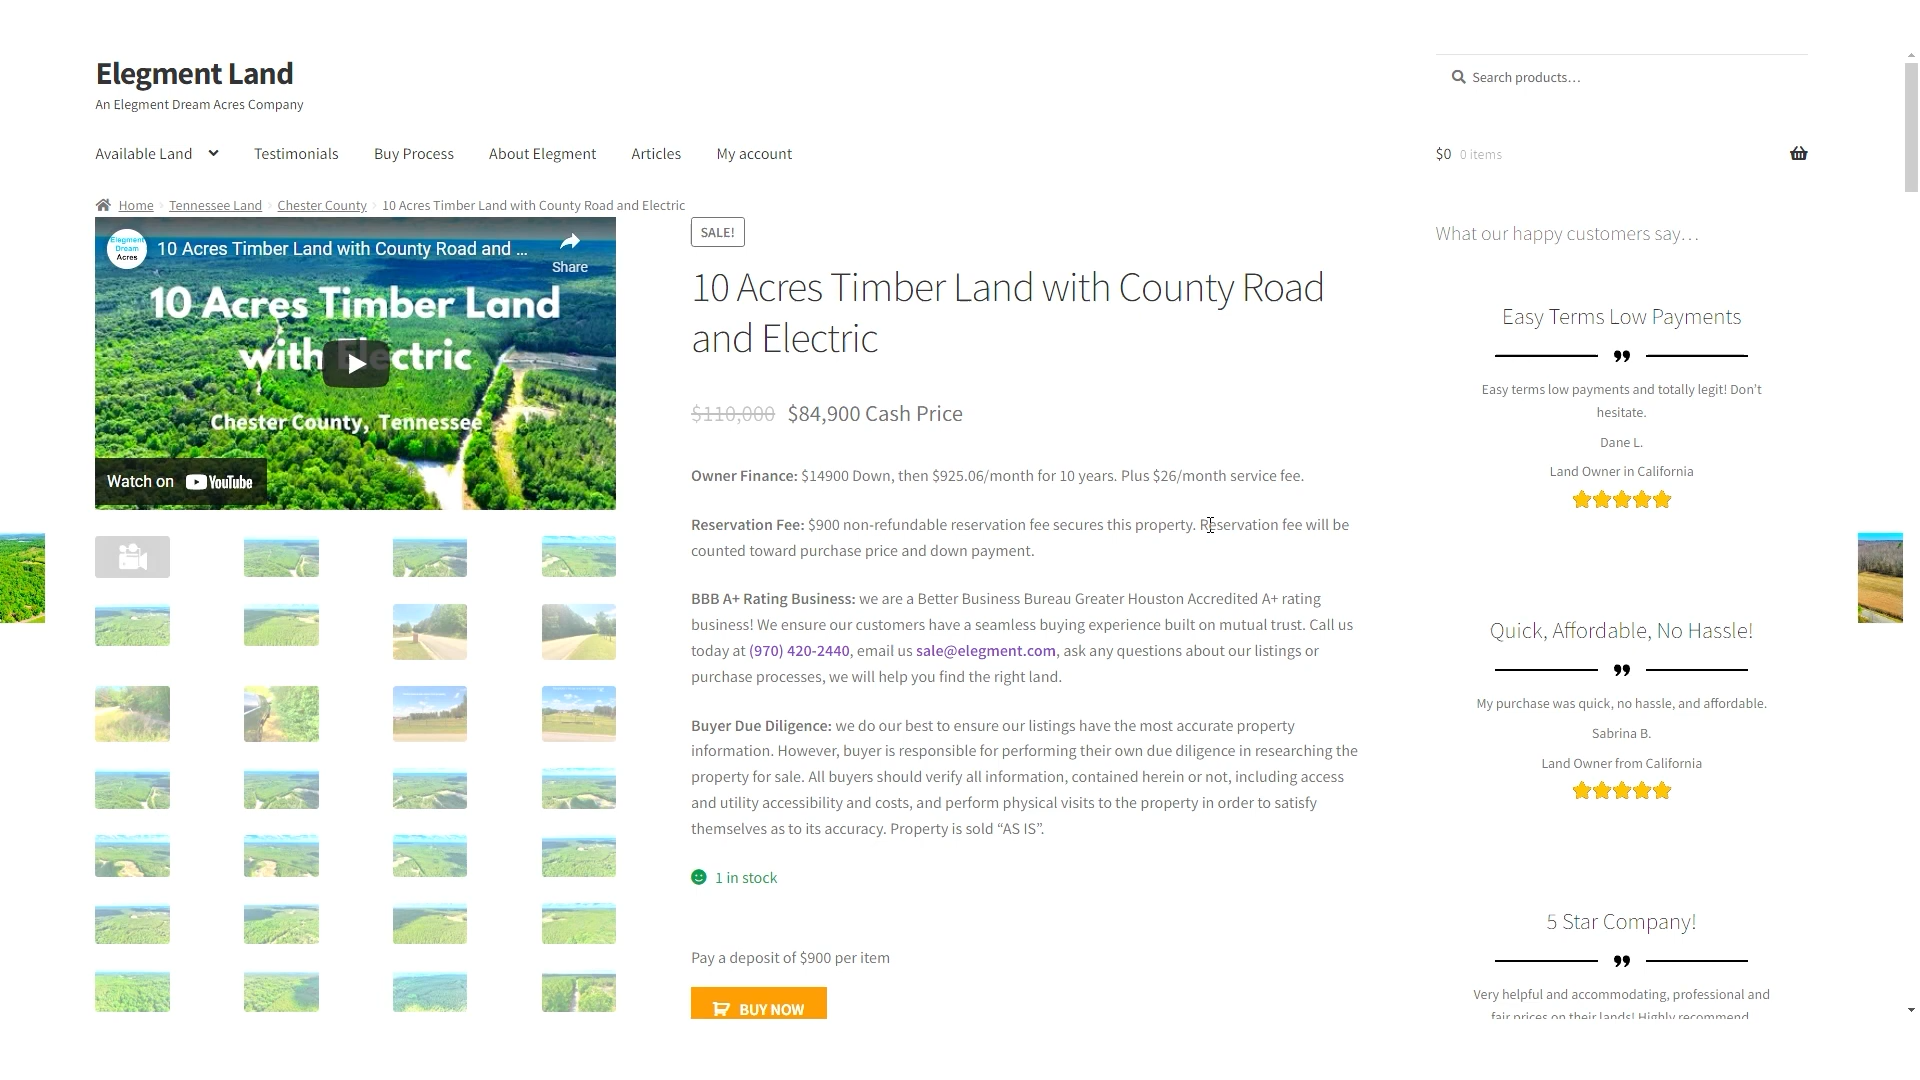 Elegment Land
An Elegment Dream Acres Company
Search products…
Available Land
Testimonials
Buy Process
About Elegment
Articles
My account
$0 0 items
Home
Tennessee Land
Chester County
10 Acres Timber Land with County Road and Electric
Elegment
Dream
Acres
10 Acres Timber Land with County Road and ...
Share
10 Acres Timber Land
with Electric
Chester County, Tennessee
Watch on YouTube
SALE!
10 Acres Timber Land with County Road
and Electric
$110,000 $84,900 Cash Price
Owner Finance: $14900 Down, then $925.06/month for 10 years. Plus $26/month service fee.
Reservation Fee: $900 non-refundable reservation fee secures this property. Reservation fee will be
counted toward purchase price and down payment.
BBB A+ Rating Business: we are a Better Business Bureau Greater Houston Accredited A+ rating
business! We ensure our customers have a seamless buying experience built on mutual trust. Call us
today at (970) 420-2440, email us sale@elegment.com, ask any questions about our listings or
purchase processes, we will help you find the right land.
Buyer Due Diligence: we do our best to ensure our listings have the most accurate property
information. However, buyer is responsible for performing their own due diligence in researching the
property for sale. All buyers should verify all information, contained herein or not, including access
and utility accessibility and costs, and perform physical visits to the property in order to satisfy
themselves as to its accuracy. Property is sold “AS IS”.
1 in stock
Pay a deposit of $900 per item
BUY NOW
What our happy customers say…
Easy Terms Low Payments
Easy terms low payments and totally legit! Don’t
hesitate.
Dane L.
Land Owner in California
Quick, Affordable, No Hassle!
My purchase was quick, no hassle, and affordable.
Sabrina B.
Land Owner from California
5 Star Company!
Very helpful and accommodating, professional and
fair prices on their lands! Highly recommend